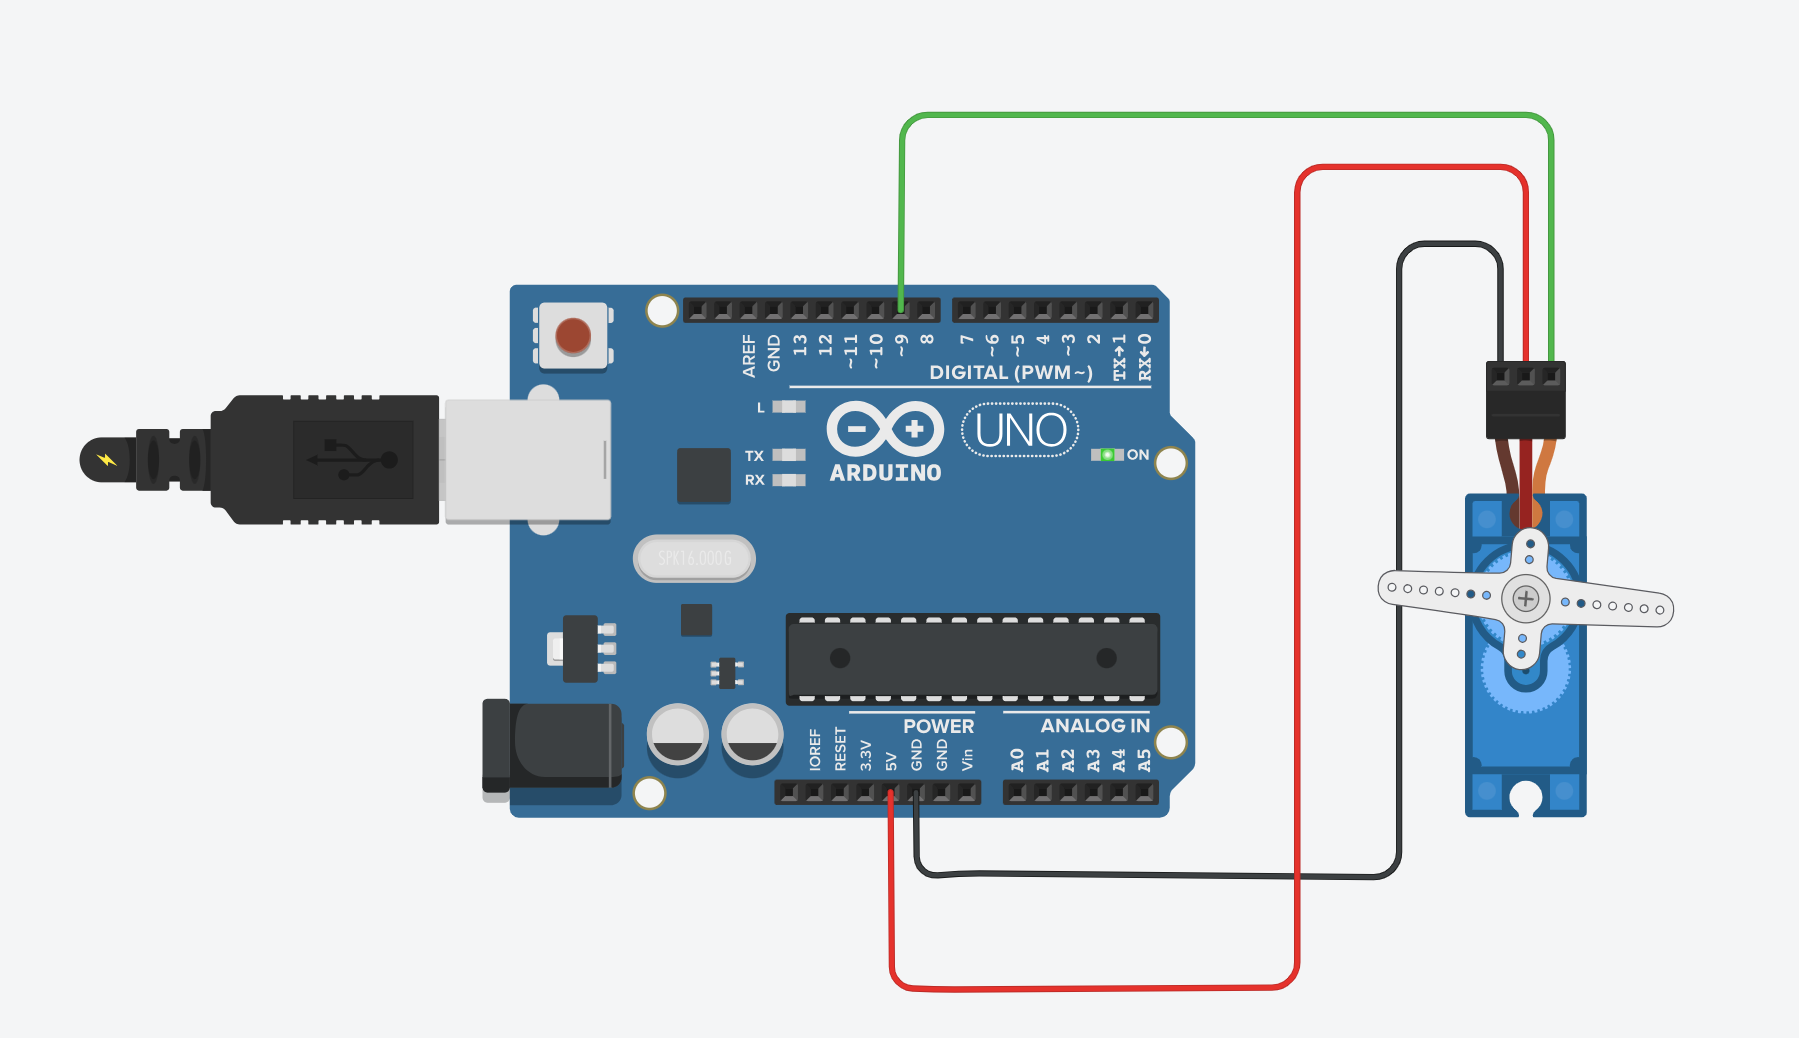 AREF
GND
13
12
~11
~10
~9
8
7
~6
~5
4
~3
2
TX→1
RX←0
DIGITAL (PWM~)
L
TX
RX
ARDUINO
UNO
ON
SPK16.000G
POWER
ANALOG IN
IOREF
RESET
3.3V
5V
GND
GND
Vin
A0
A1
A2
A3
A4
A5